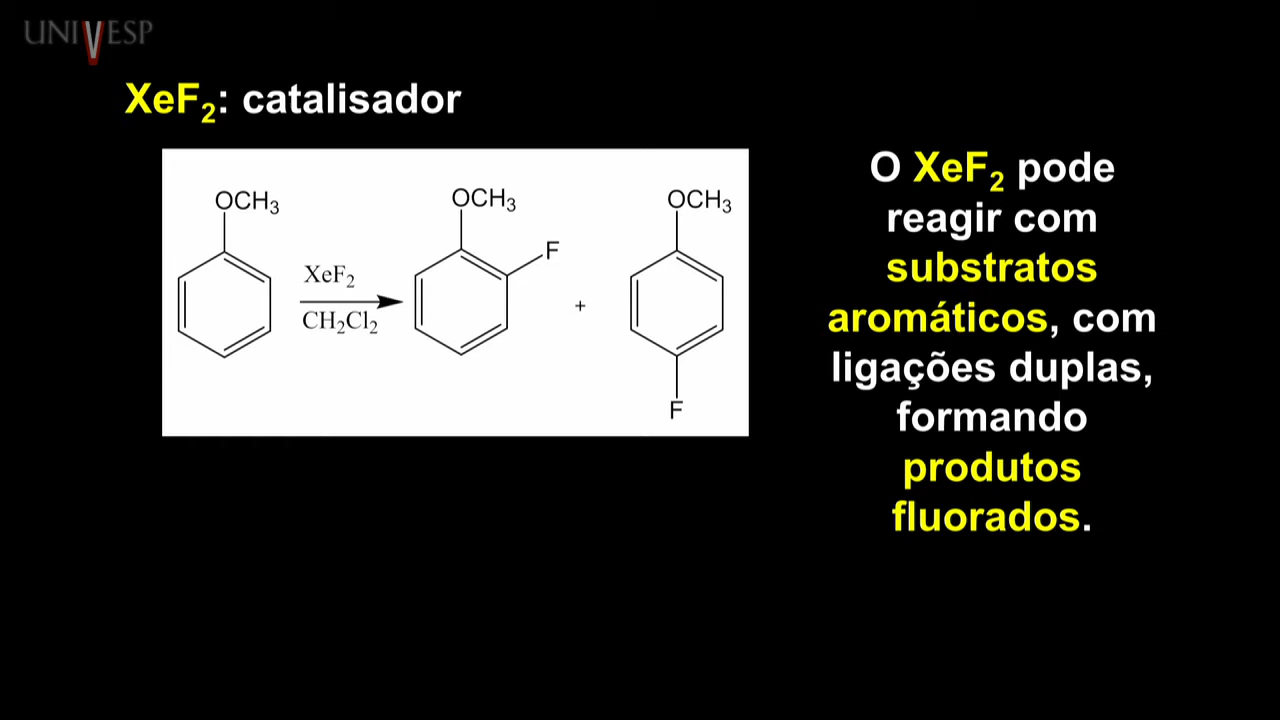 UNIVESP
XeF₂: catalisador
OCH₃
XeF₂
CH₂Cl₂
OCH₃
F
+
OCH₃
F
O XeF₂ pode
reagir com
substratos
aromáticos, com
ligações duplas,
formando
produtos
fluorados.